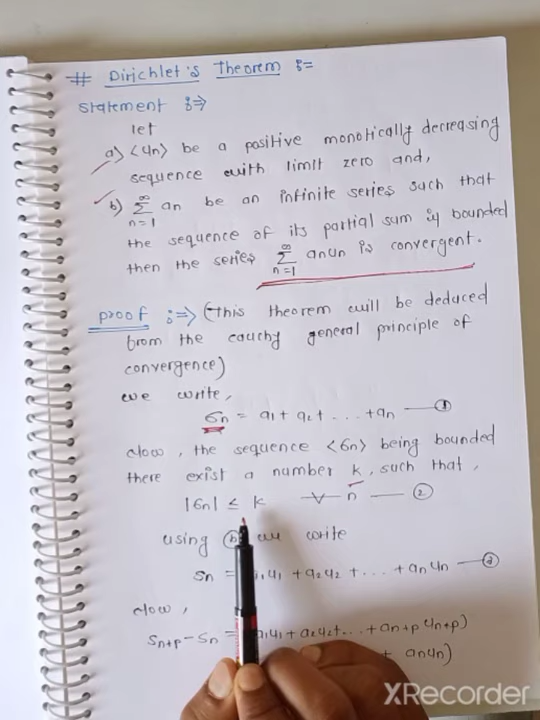 # Dirichlet's Theorem :=
Statement :⇒
let
a) <un> be a positive monotically decreasing
sequence with limit zero and,
b) ∞∑n=1 an be an infinite series such that
the sequence of its partial sum is bounded
then the series ∞∑n=1 anun is convergent.
proof :⇒ (This theorem will be deduced
from the cauchy general principle of
convergence)
we write,
σn = a1 + a2 + ... + an —①
Now, the sequence <σn> being bounded
there exist a number k, such that,
|σn| ≤ k ∀ n —②
using b we write
Sn = a1u1 + a2u2 + ... + anun —③
Now,
Sn+p - Sn = a1u1 + a2u2 + ... + an+p un+p)
+ anun)
XRecorder